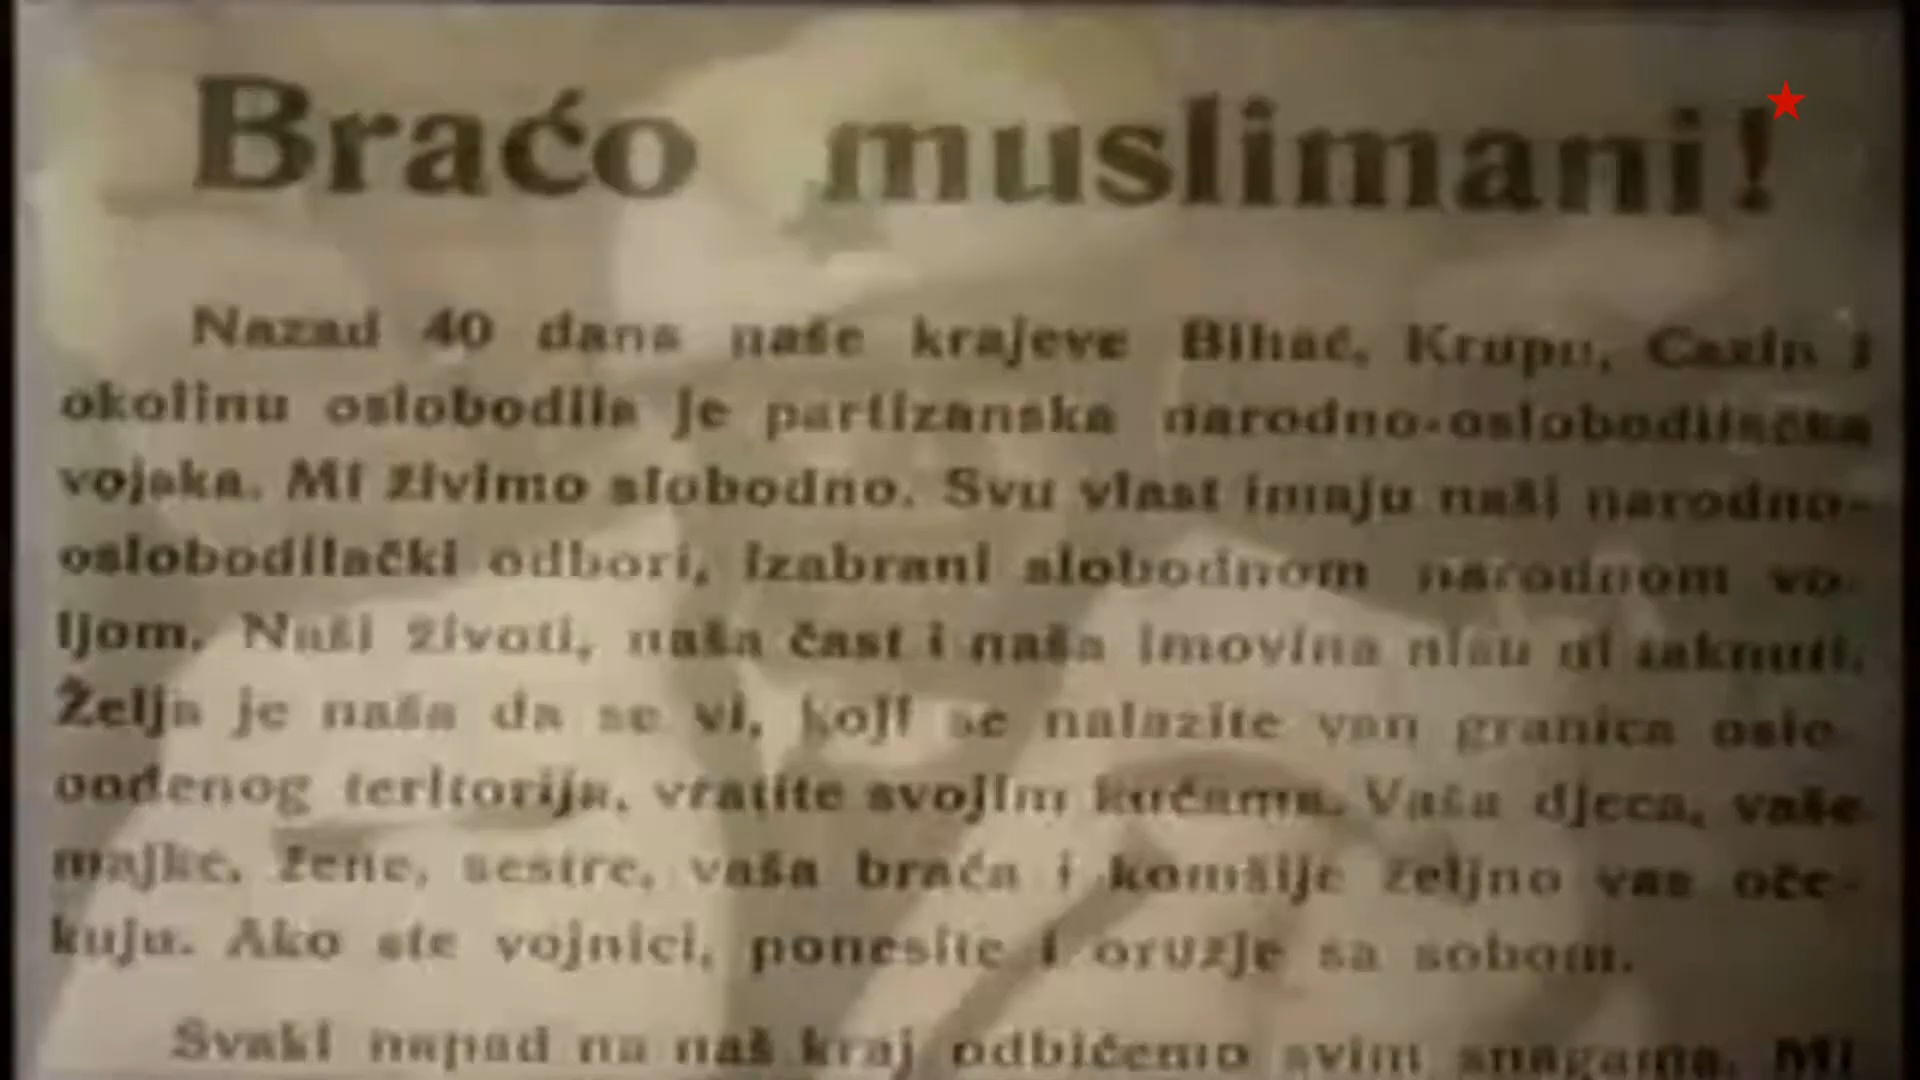 Braćo muslimani!
Nazad 40 dana naše krajeve Bihać, Krupu, Cazin i
okolinu oslobodila je partizanska narodno-oslobodilačka
vojska. Mi živimo slobodno. Svu vlast imaju naši narodno-
oslobodilački odbori, izabrani slobodnom narodnom vo-
ljom. Naši životi, naša čast i naša imovina nisu ni taknuti.
Želja je naša da se vi, koji se nalazite van granica oslo-
bođenog teritorija, vratite svojim kućama. Vaša djeca, vaše
majke, žene, sestre, vaša braća i komšije željno vas oče-
kuju. Ako ste vojnici, ponesite i oružje sa sobom.
Svaki napad na naš kraj odbićemo svim snagama. Mi